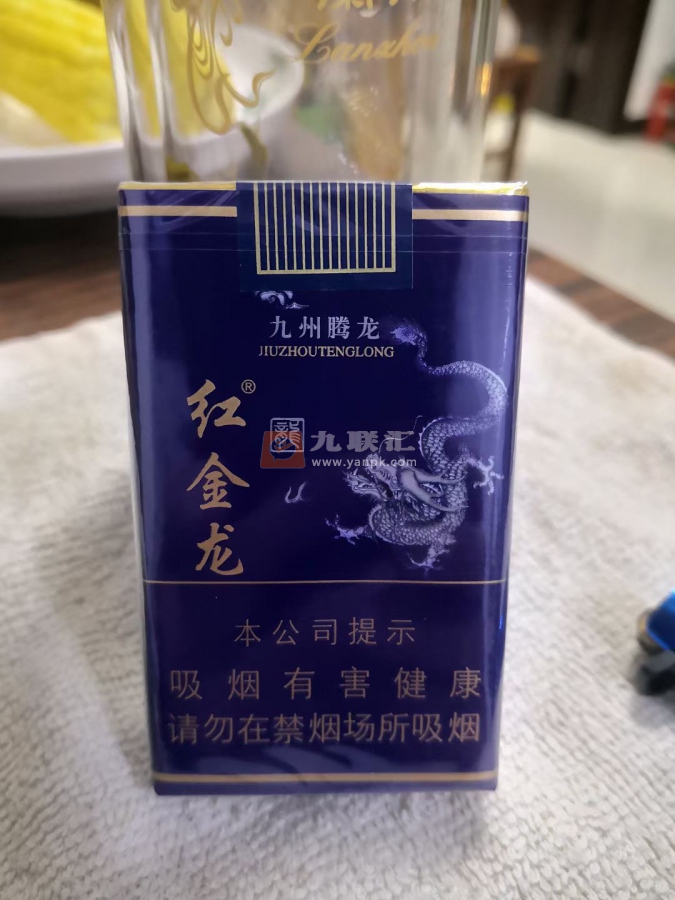 Lanzhou
九州腾龙
JIUZHOUTENGLONG
红金龙®
九联汇
www.yanpk.com
本公司提示
吸烟有害健康
请勿在禁烟场所吸烟